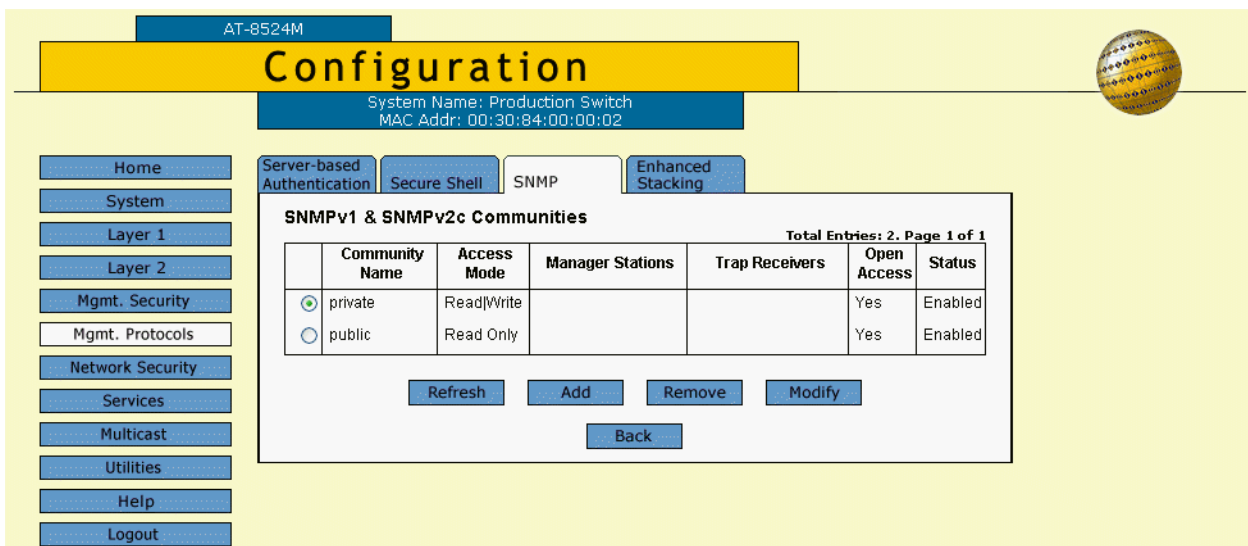 AT-8524M
Configuration
System Name: Production Switch
MAC Addr: 00:30:84:00:00:02
Home
System
Layer 1
Layer 2
Mgmt. Security
Mgmt. Protocols
Network Security
Services
Multicast
Utilities
Help
Logout
Server-based
Authentication
Secure Shell
SNMP
Enhanced
Stacking
SNMPv1 & SNMPv2c Communities
Total Entries: 2. Page 1 of 1
Community Name Access Mode Manager Stations Trap Receivers Open Access Status
private Read|Write Yes Enabled
public Read Only Yes Enabled
Refresh Add Remove Modify
Back